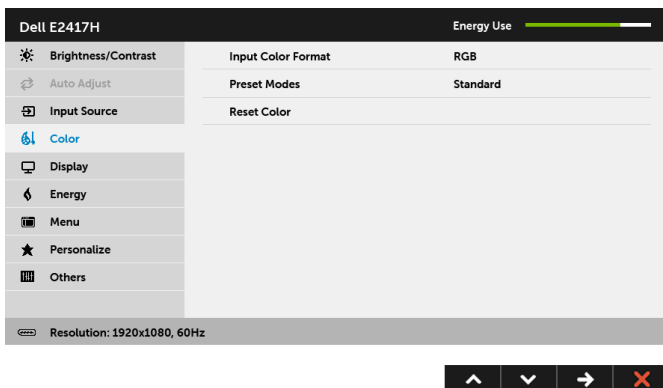 Dell E2417H Energy Use
Brightness/Contrast Input Color Format RGB
Auto Adjust Preset Modes Standard
Input Source Reset Color
Color
Display
Energy
Menu
Personalize
Others
Resolution: 1920x1080, 60Hz